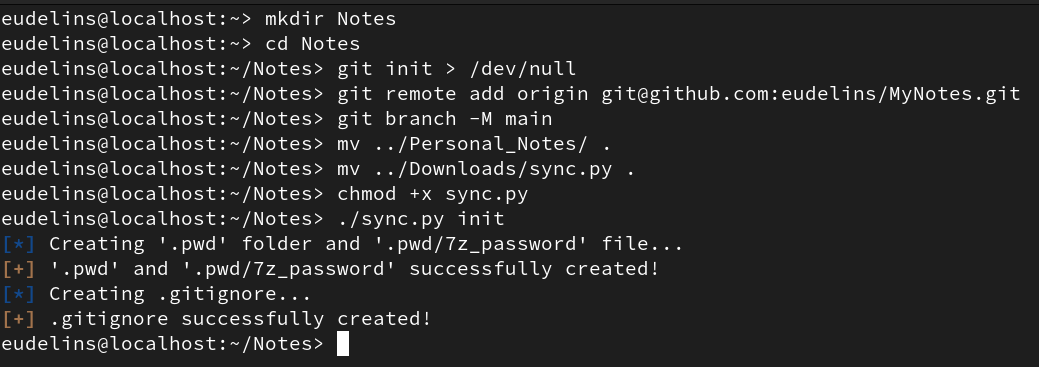 eudelins@localhost:~> mkdir Notes
eudelins@localhost:~> cd Notes
eudelins@localhost:~/Notes> git init > /dev/null
eudelins@localhost:~/Notes> git remote add origin git@github.com:eudelins/MyNotes.git
eudelins@localhost:~/Notes> git branch -M main
eudelins@localhost:~/Notes> mv ../Personal_Notes/ .
eudelins@localhost:~/Notes> mv ../Downloads/sync.py .
eudelins@localhost:~/Notes> chmod +x sync.py
eudelins@localhost:~/Notes> ./sync.py init
[*] Creating '.pwd' folder and '.pwd/7z_password' file...
[+] '.pwd' and '.pwd/7z_password' successfully created!
[*] Creating .gitignore...
[+] .gitignore successfully created!
eudelins@localhost:~/Notes>